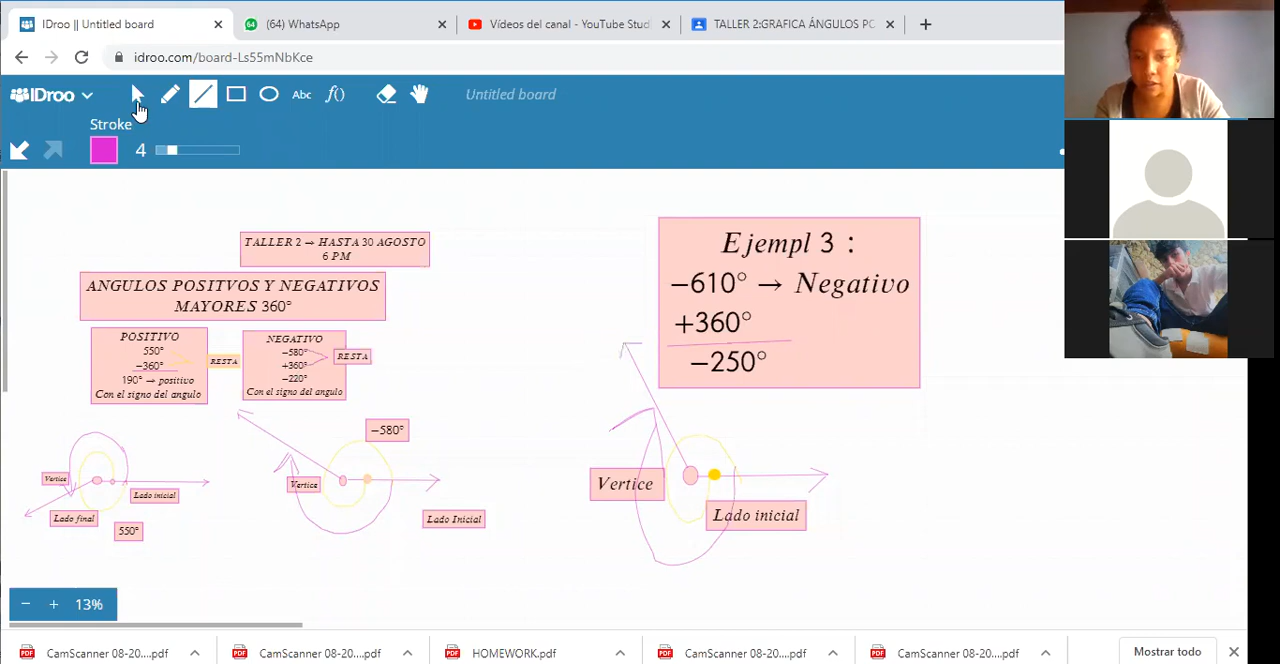 IDroo || Untitled board
(64) WhatsApp
Vídeos del canal - YouTube Stud
TALLER 2:GRAFICA ÁNGULOS PO
idroo.com/board-Ls55mNbKce
IDroo
Abc
f()
Untitled board
Stroke
4
TALLER 2 → HASTA 30 AGOSTO
6 PM
ANGULOS POSITVOS Y NEGATIVOS
MAYORES 360°
POSITIVO
550°
−360°
190° → positivo
Con el signo del angulo
RESTA
NEGATIVO
−580°
+360°
−220°
Con el signo del angulo
RESTA
Ejempl 3 :
−610° → Negativo
+360°
−250°
Vertice
Lado inicial
Lado final
550°
−580°
Vertice
Lado Inicial
Vertice
Lado inicial
13%
CamScanner 08-20....pdf
CamScanner 08-20....pdf
HOMEWORK.pdf
CamScanner 08-20....pdf
CamScanner 08-20....pdf
Mostrar todo